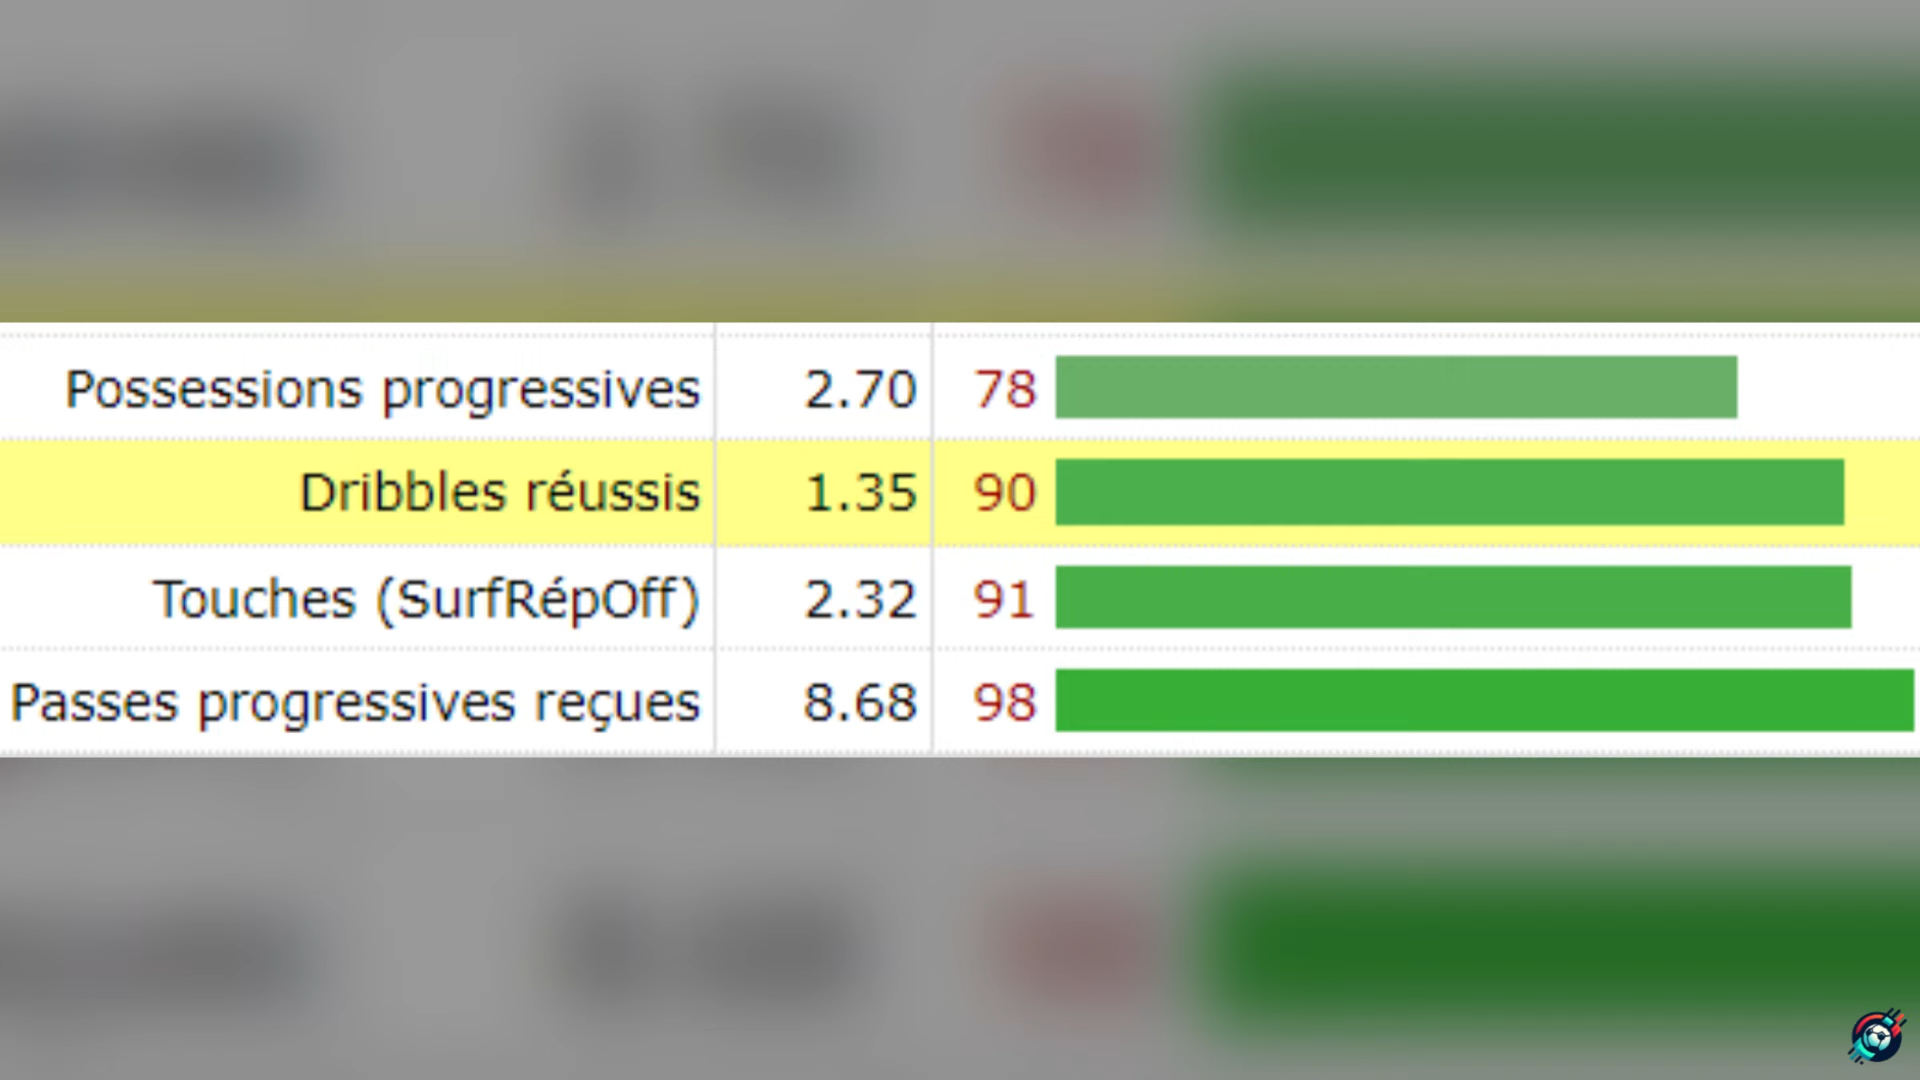 Possessions progressives 2.70 78
Dribbles réussis 1.35 90
Touches (SurfRépOff) 2.32 91
Passes progressives reçues 8.68 98